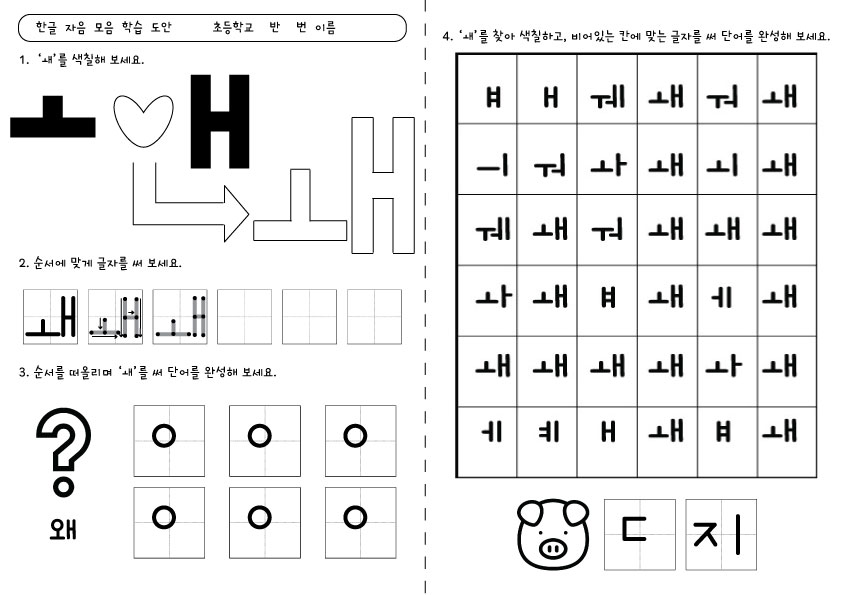 한글 자음 모음 학습 도안 초등학교 반 번 이름
1. ‘ㅙ’를 색칠해 보세요.
ㅗ ㅐ
ㅙ
2. 순서에 맞게 글자를 써 보세요.
ㅙ ㅙ ㅙ
3. 순서를 떠올리며 ‘ㅙ’를 써 단어를 완성해 보세요.
?
왜
ㅇ ㅇ ㅇ
ㅇ ㅇ ㅇ
4. ‘ㅙ’를 찾아 색칠하고, 비어있는 칸에 맞는 글자를 써 단어를 완성해 보세요.
ㅒ ㅐ ㅞ ㅙ ㅝ ㅙ
ㅢ ㅝ ㅘ ㅙ ㅚ ㅙ
ㅞ ㅙ ㅝ ㅙ ㅙ ㅙ
ㅘ ㅙ ㅒ ㅙ ㅔ ㅙ
ㅙ ㅙ ㅙ ㅙ ㅘ ㅙ
ㅔ ㅖ ㅐ ㅙ ㅒ ㅙ
ㄷ 지